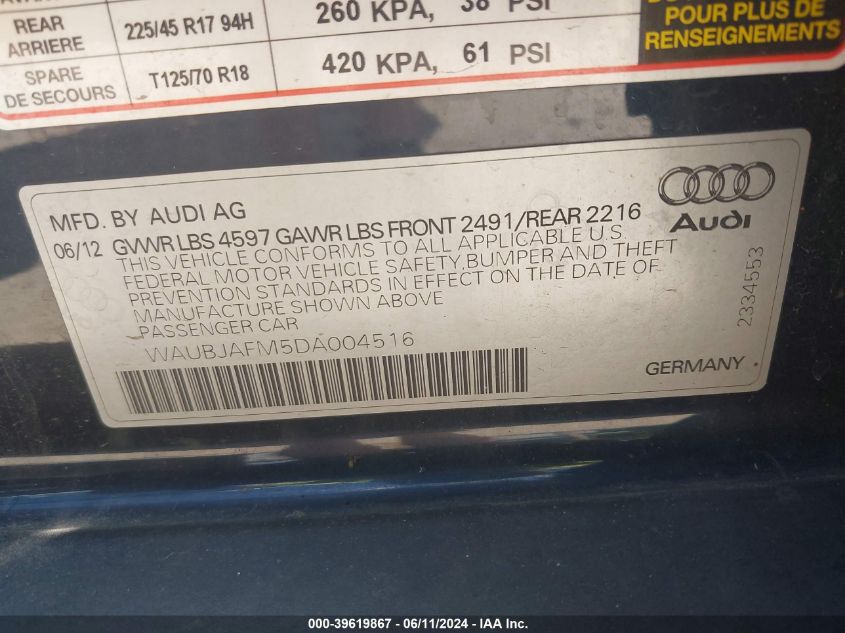 REAR
ARRIERE
225/45 R17 94H
260 KPA, 38 PSI
SPARE
DE SECOURS
T125/70 R18
420 KPA, 61 PSI
POUR PLUS DE
RENSEIGNEMENTS
MFD. BY AUDI AG
06/12 GVWR LBS 4597 GAWR LBS FRONT 2491/REAR 2216
THIS VEHICLE CONFORMS TO ALL APPLICABLE U.S.
FEDERAL MOTOR VEHICLE SAFETY,BUMPER AND THEFT
PREVENTION STANDARDS IN EFFECT ON THE DATE OF
MANUFACTURE SHOWN ABOVE
PASSENGER CAR
WAUBJAFM5DA004516
Audi
2334553
GERMANY
000-39619867 - 06/11/2024 - IAA Inc.